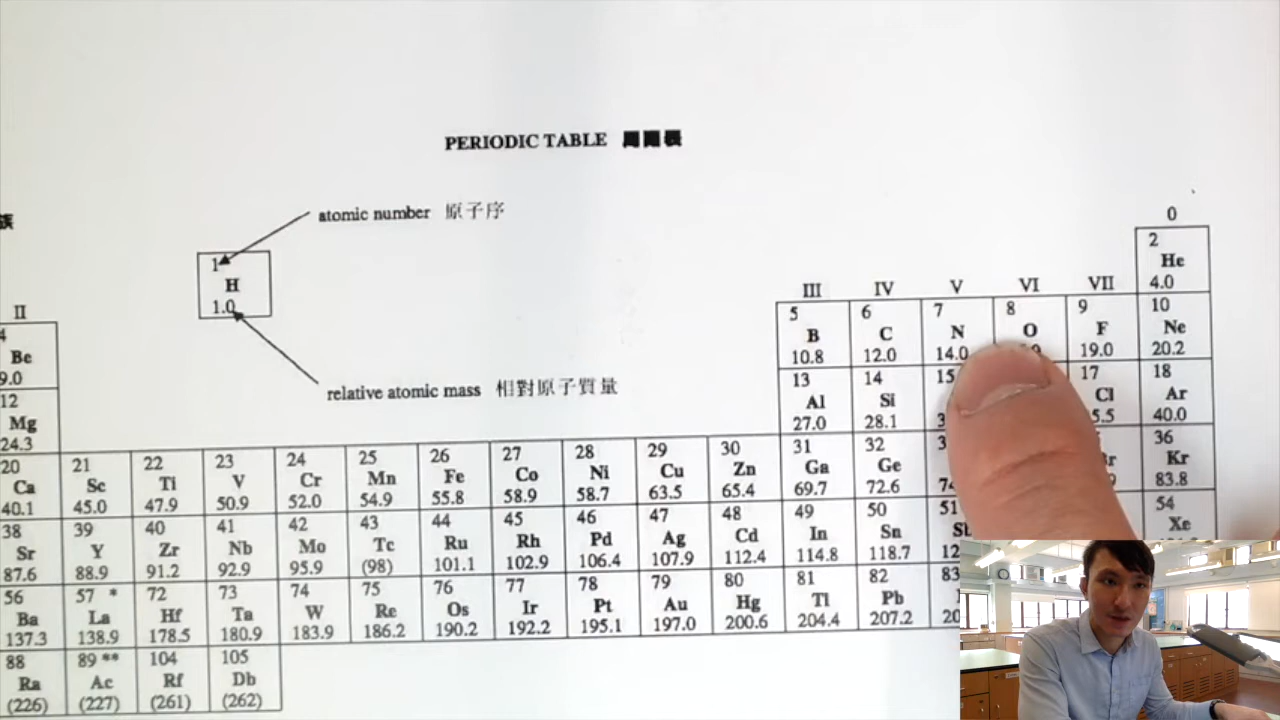 PERIODIC TABLE 周期表
族
atomic number 原子序
0
1
H
1.0
relative atomic mass 相對原子質量
II III IV V VI VII
2
He
4.0
4 5 6 7 8 9 10
Be B C N O F Ne
9.0 10.8 12.0 14.0 19.0 20.2
12 13 14 15 17 18
Mg Al Si Cl Ar
24.3 27.0 28.1 40.0
20 21 22 23 24 25 26 27 28 29 30 31 32 36
Ca Sc Ti V Cr Mn Fe Co Ni Cu Zn Ga Ge Kr
40.1 45.0 47.9 50.9 52.0 54.9 55.8 58.9 58.7 63.5 65.4 69.7 72.6 83.8
38 39 40 41 42 43 44 45 46 47 48 49 50 51 54
Sr Y Zr Nb Mo Tc Ru Rh Pd Ag Cd In Sn Xe
87.6 88.9 91.2 92.9 95.9 (98) 101.1 102.9 106.4 107.9 112.4 114.8 118.7
56 57 * 72 73 74 75 76 77 78 79 80 81 82 83
Ba La Hf Ta W Re Os Ir Pt Au Hg Tl Pb
137.3 138.9 178.5 180.9 183.9 186.2 190.2 192.2 195.1 197.0 200.6 204.4 207.2
88 89 ** 104 105
Ra Ac Rf Db
(226) (227) (261) (262)